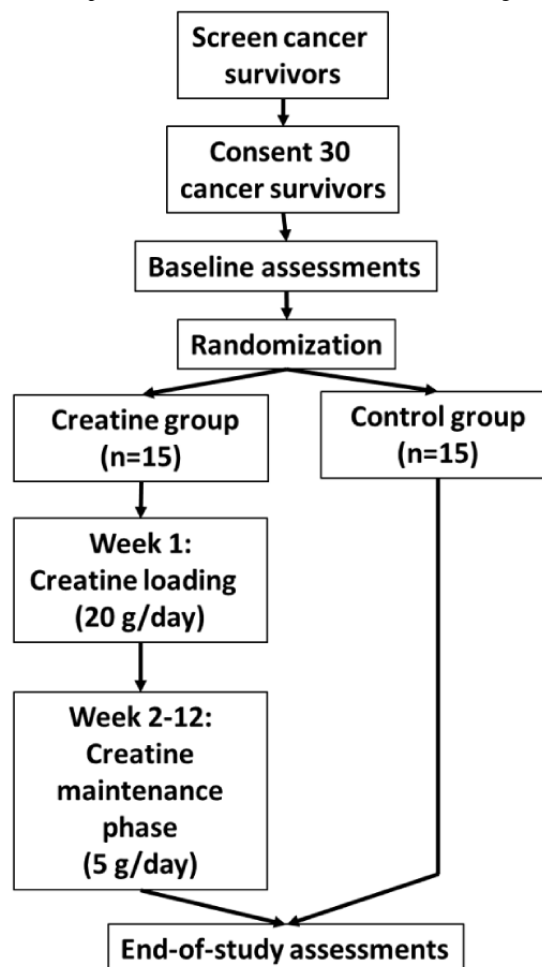 Screen cancer
survivors
Consent 30
cancer survivors
Baseline assessments
Randomization
Creatine group
(n=15)
Control group
(n=15)
Week 1:
Creatine loading
(20 g/day)
Week 2-12:
Creatine
maintenance
phase
(5 g/day)
End-of-study assessments